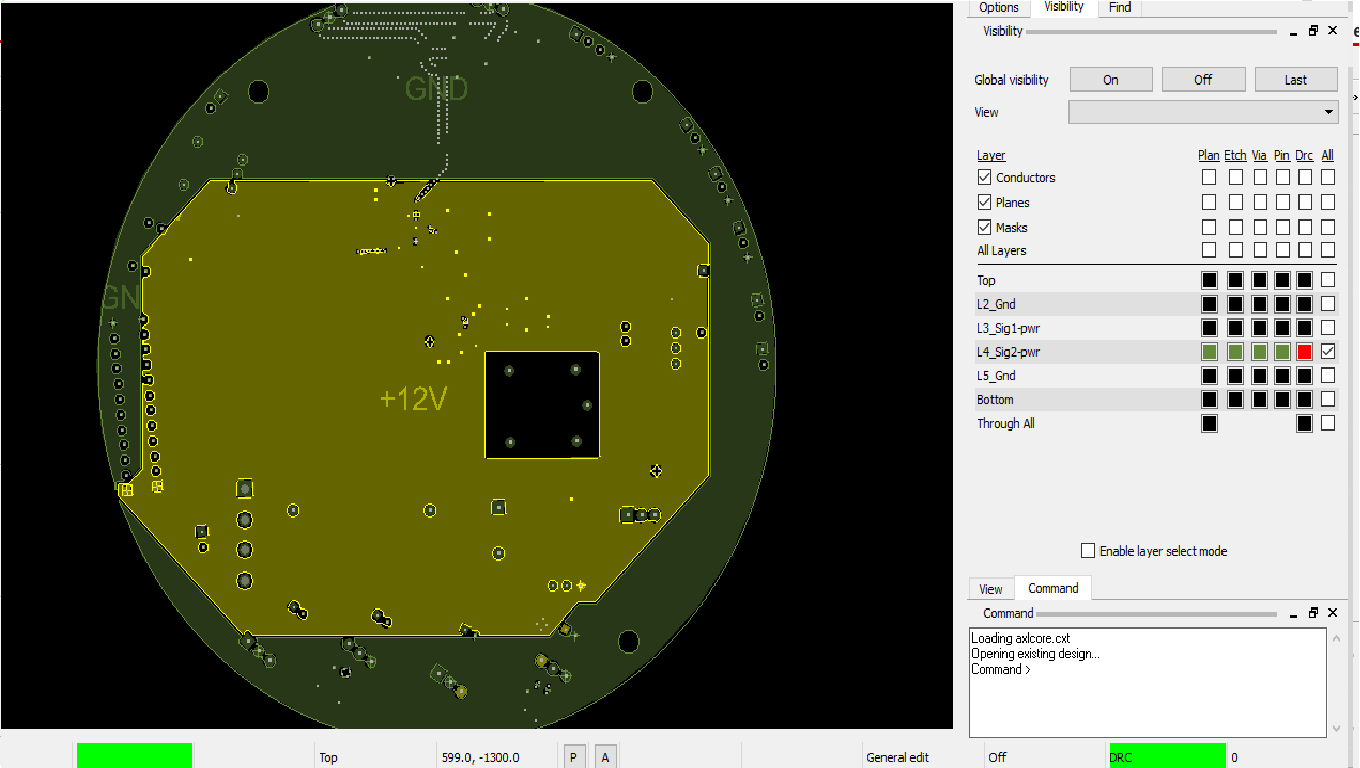 Options Visibility Find
Visibility
Global visibility On Off Last
View
Layer Plan Etch Via Pin Drc All
Conductors
Planes
Masks
All Layers
Top
L2_Gnd
L3_Sig1-pwr
L4_Sig2-pwr
L5_Gnd
Bottom
Through All
Enable layer select mode
View Command
Command
Loading axlcore.cxt
Opening existing design...
Command >
GND
GN
+12V
Top 599.0, -1300.0 P A General edit Off DRC 0